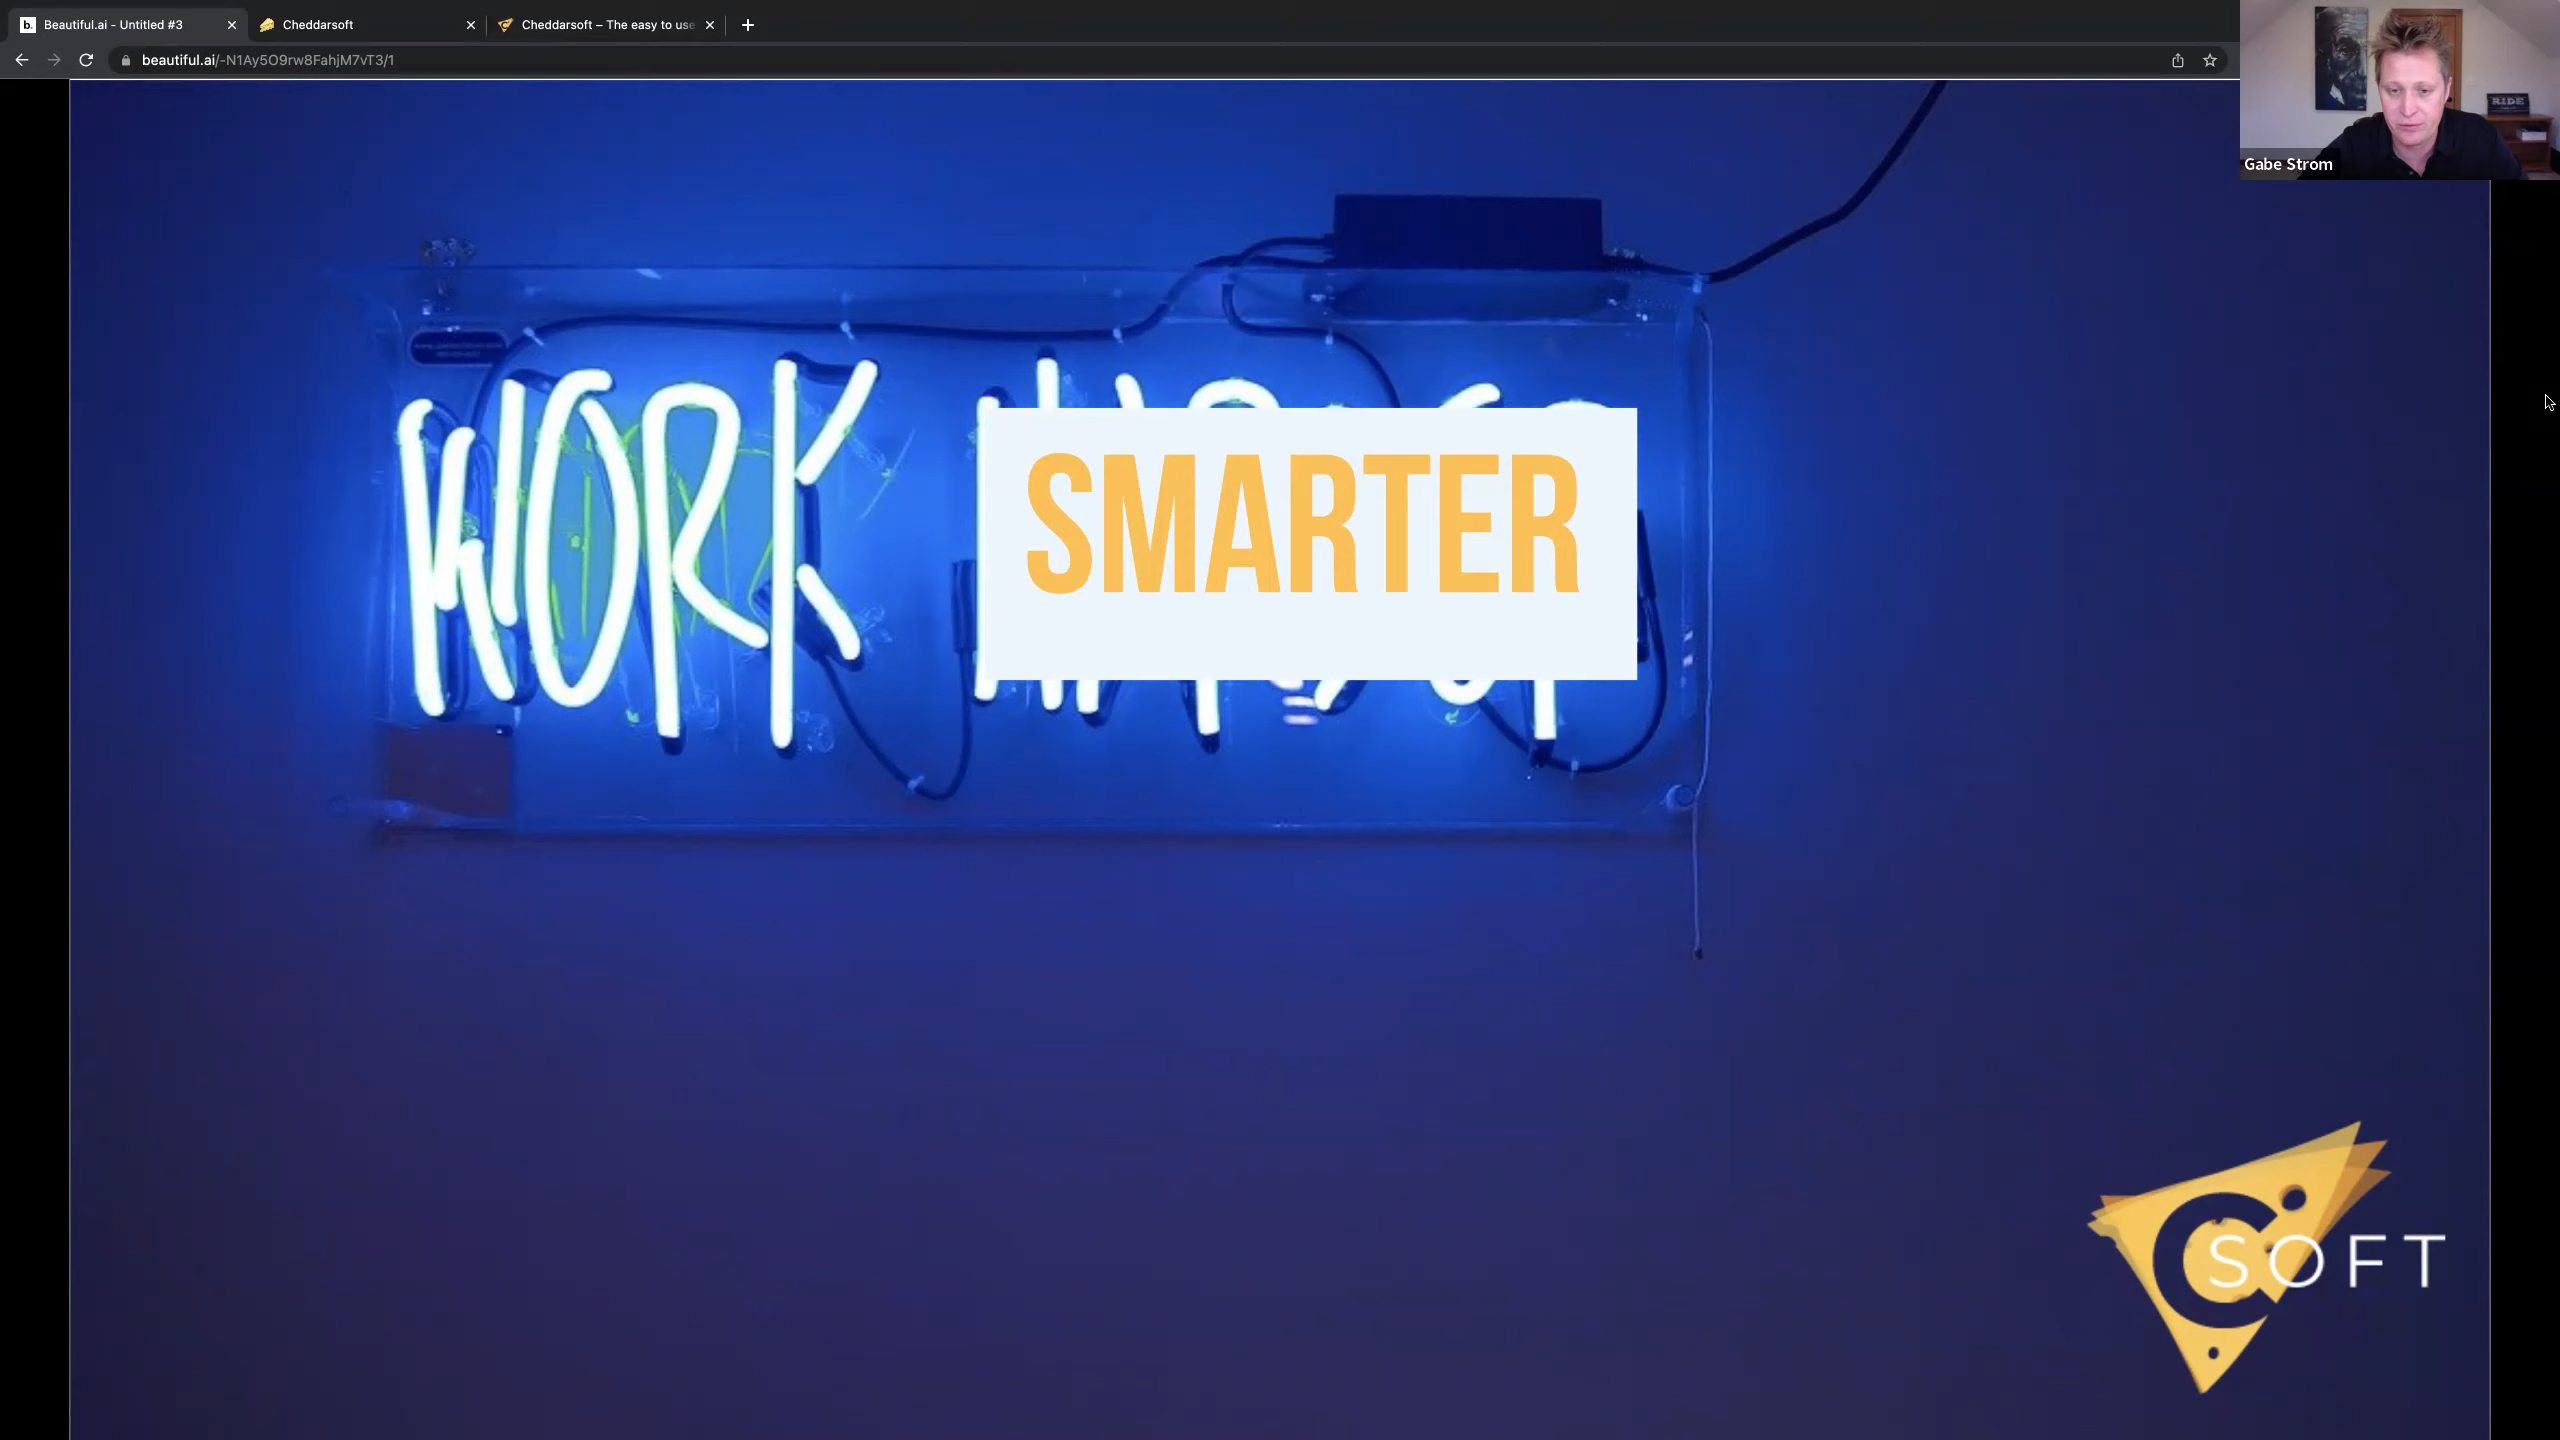 Beautiful.ai - Untitled #3
Cheddarsoft
Cheddarsoft – The easy to use
beautiful.ai/-N1Ay5O9rw8FahjM7vT3/1
RIDE
Gabe Strom
WORK
SMARTER
C SOFT